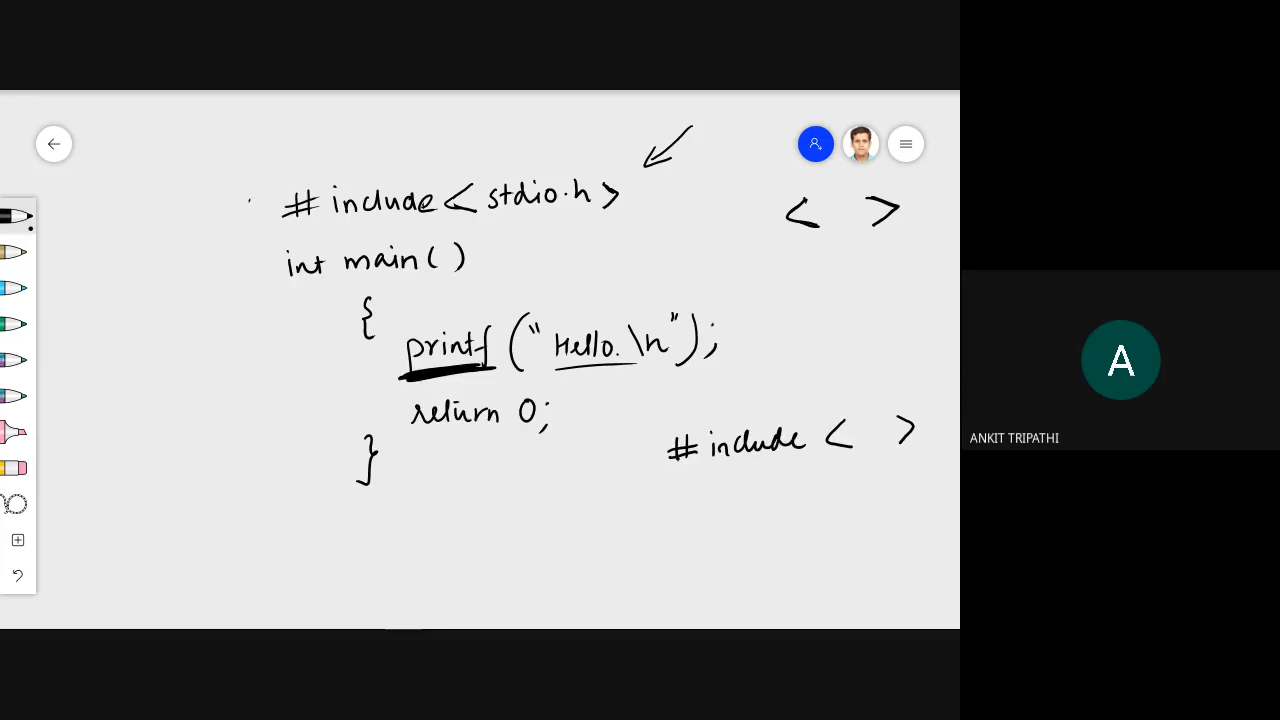 # include < stdio.h >
< >
int main( )
{
printf ("Hello. \n");
return 0;
# include < >
}
A
ANKIT TRIPATHI